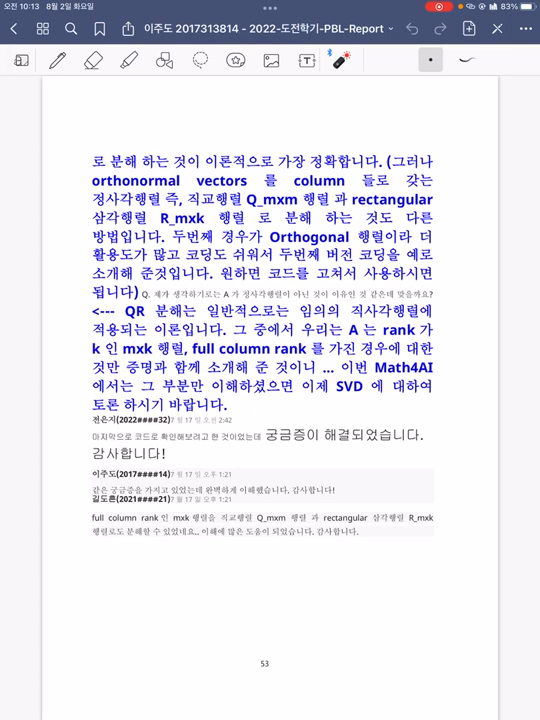 오전 10:13 8월 2일 화요일
83%
이주도 2017313814 - 2022-도전학기-PBL-Report
로 분해 하는 것이 이론적으로 가장 정확합니다. (그러나
orthonormal vectors 를 column 들로 갖는
정사각행렬 즉, 직교행렬 Q_mxm 행렬 과 rectangular
삼각행렬 R_mxk 행렬 로 분해 하는 것도 다른
방법입니다. 두번째 경우가 Orthogonal 행렬이라 더
활용도가 많고 코딩도 쉬워서 두번째 버전 코딩을 예로
소개해 준것입니다. 원하면 코드를 고쳐서 사용하시면
됩니다) Q. 제가 생각하기로는 A 가 정사각행렬이 아닌 것이 이유인 것 같은데 맞을까요?
<--- QR 분해는 일반적으로는 임의의 직사각행렬에
적용되는 이론입니다. 그 중에서 우리는 A 는 rank 가
k 인 mxk 행렬, full column rank 를 가진 경우에 대한
것만 증명과 함께 소개해 준 것이니 ... 이번 Math4AI
에서는 그 부분만 이해하셨으면 이제 SVD 에 대하여
토론 하시기 바랍니다.
전은지(2022####32)7 월 17 일 오전 2:42
마지막으로 코드로 확인해보려고 한 것이었는데 궁금증이 해결되었습니다.
감사합니다!
이주도(2017####14)7 월 17 일 오후 1:21
같은 궁금증을 가지고 있었는데 완벽하게 이해했습니다. 감사합니다!
길도흔(2021####21)7 월 17 일 오후 1:21
full column rank 인 mxk 행렬을 직교행렬 Q_mxm 행렬 과 rectangular 삼각행렬 R_mxk
행렬로도 분해할 수 있었네요.. 이해에 많은 도움이 되었습니다. 감사합니다.
53